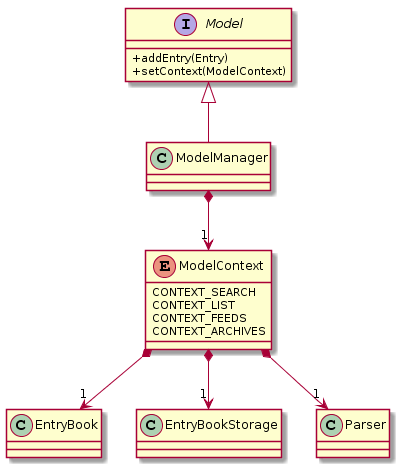 I Model
+addEntry(Entry)
+setContext(ModelContext)
C ModelManager
1
E ModelContext
CONTEXT_SEARCH
CONTEXT_LIST
CONTEXT_FEEDS
CONTEXT_ARCHIVES
1 1 1
C EntryBook C EntryBookStorage C Parser